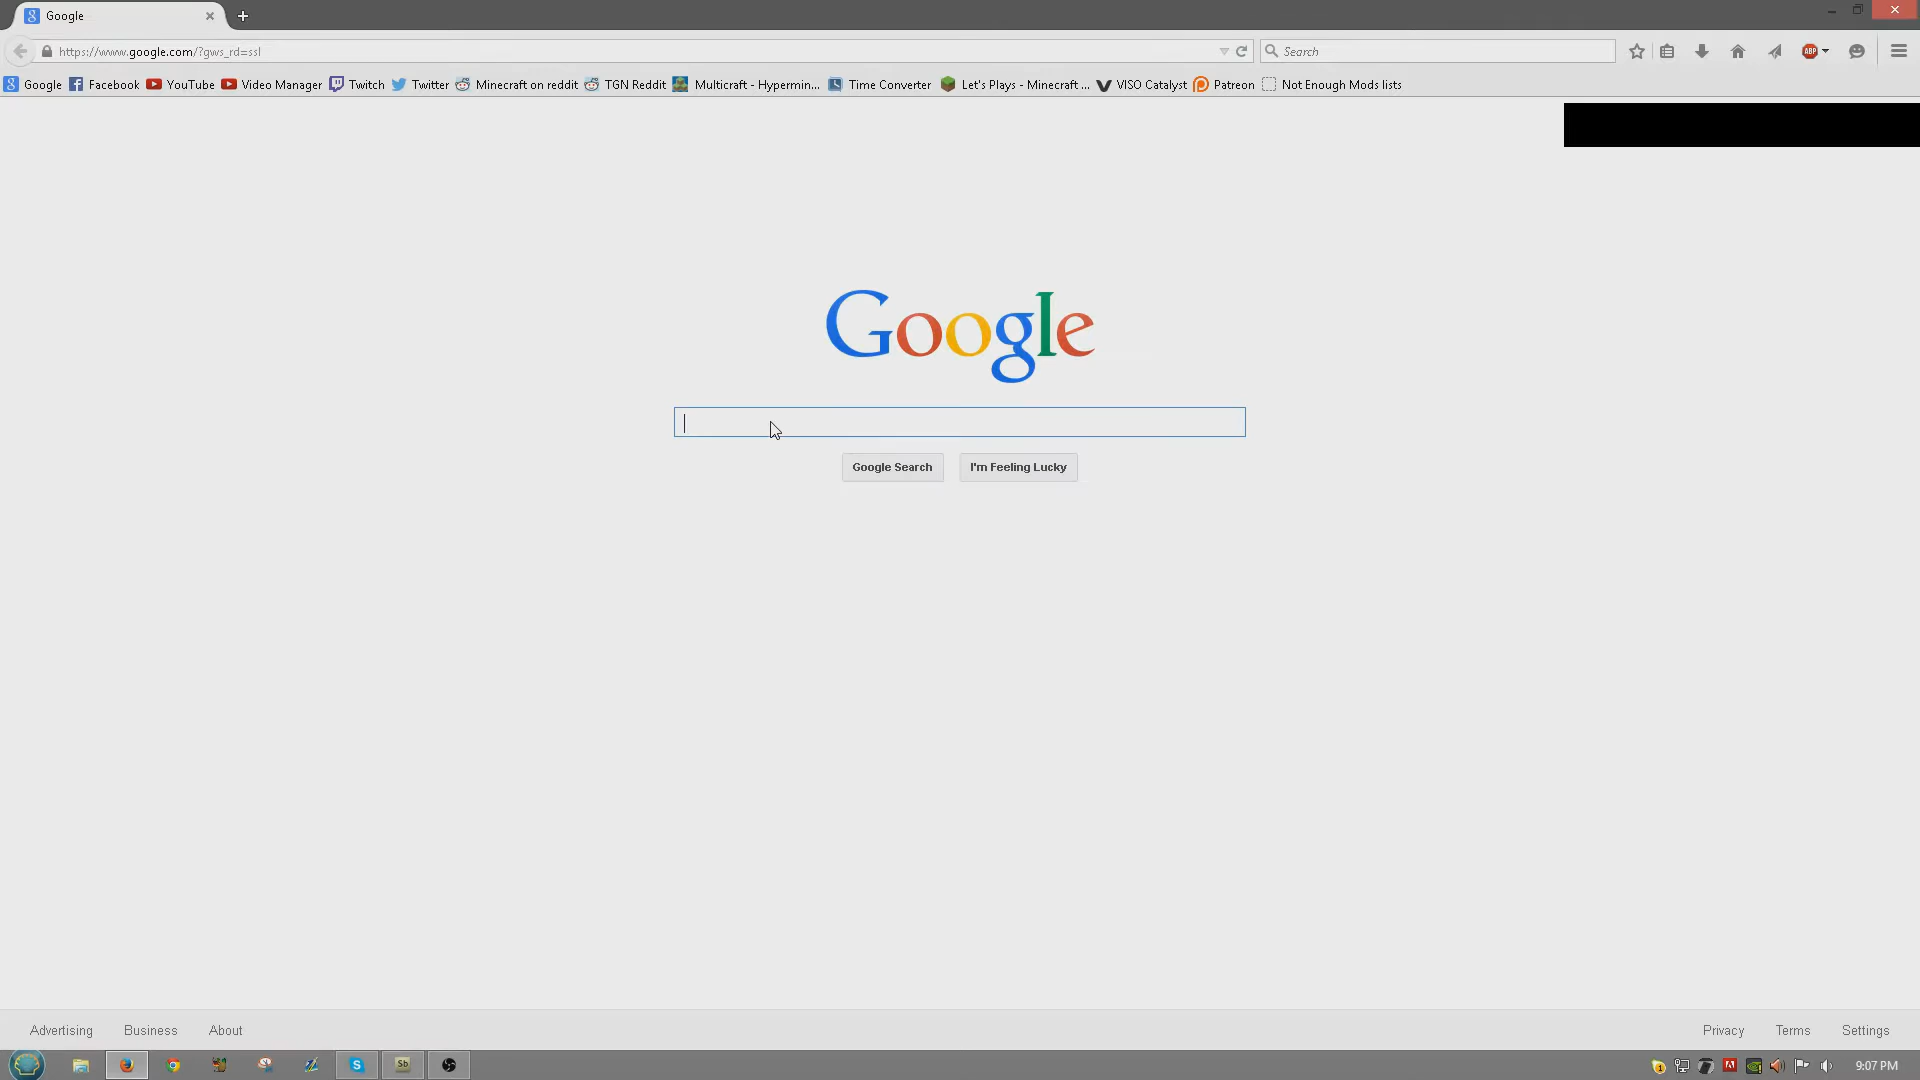 Google
https://www.google.com/?gws_rd=ssl
Search
Google Facebook YouTube Video Manager Twitch Twitter Minecraft on reddit TGN Reddit Multicraft - Hypermin... Time Converter Let's Plays - Minecraft ... VISO Catalyst Patreon Not Enough Mods lists
Google
Google Search I'm Feeling Lucky
Advertising Business About Privacy Terms Settings
9:07 PM